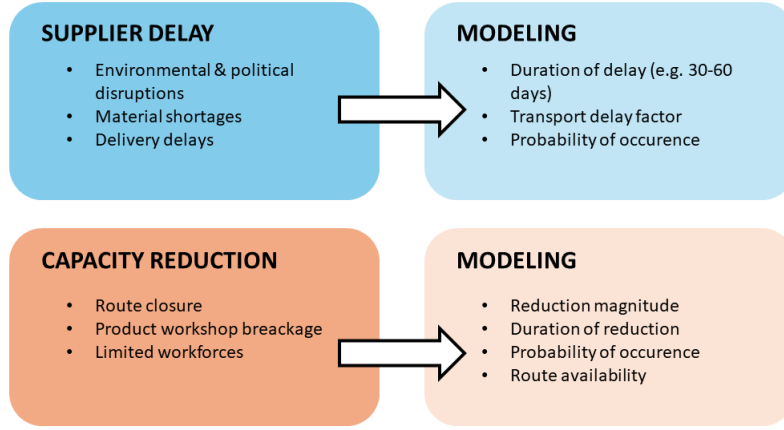 SUPPLIER DELAY
• Environmental & political
disruptions
• Material shortages
• Delivery delays
MODELING
• Duration of delay (e.g. 30-60
days)
• Transport delay factor
• Probability of occurence
CAPACITY REDUCTION
• Route closure
• Product workshop breackage
• Limited workforces
MODELING
• Reduction magnitude
• Duration of reduction
• Probability of occurence
• Route availability